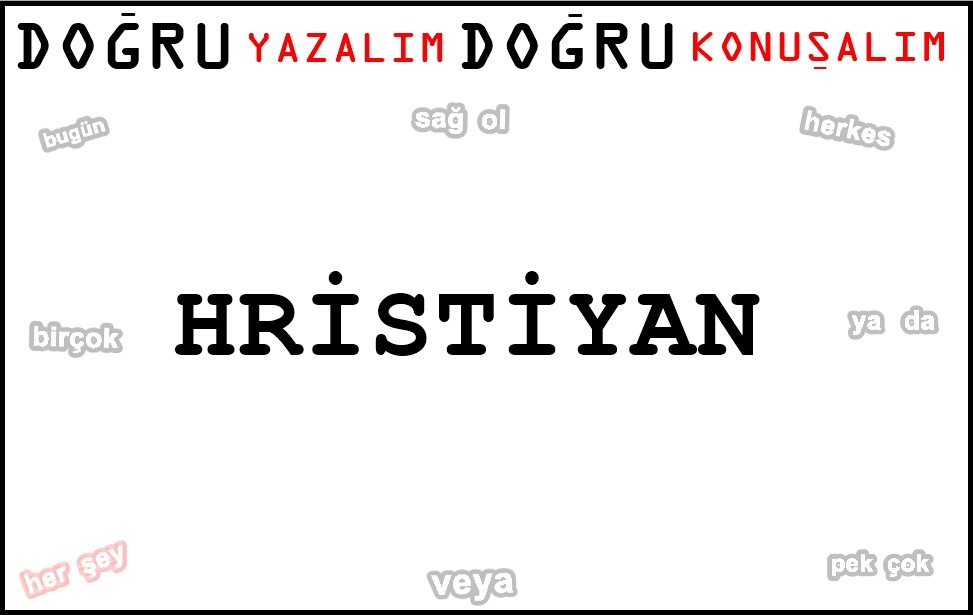 DOĞRU YAZALIM DOĞRU KONUŞALIM
bugün
sağ ol
herkes
HRİSTİYAN
birçok
ya da
her şey
veya
pek çok